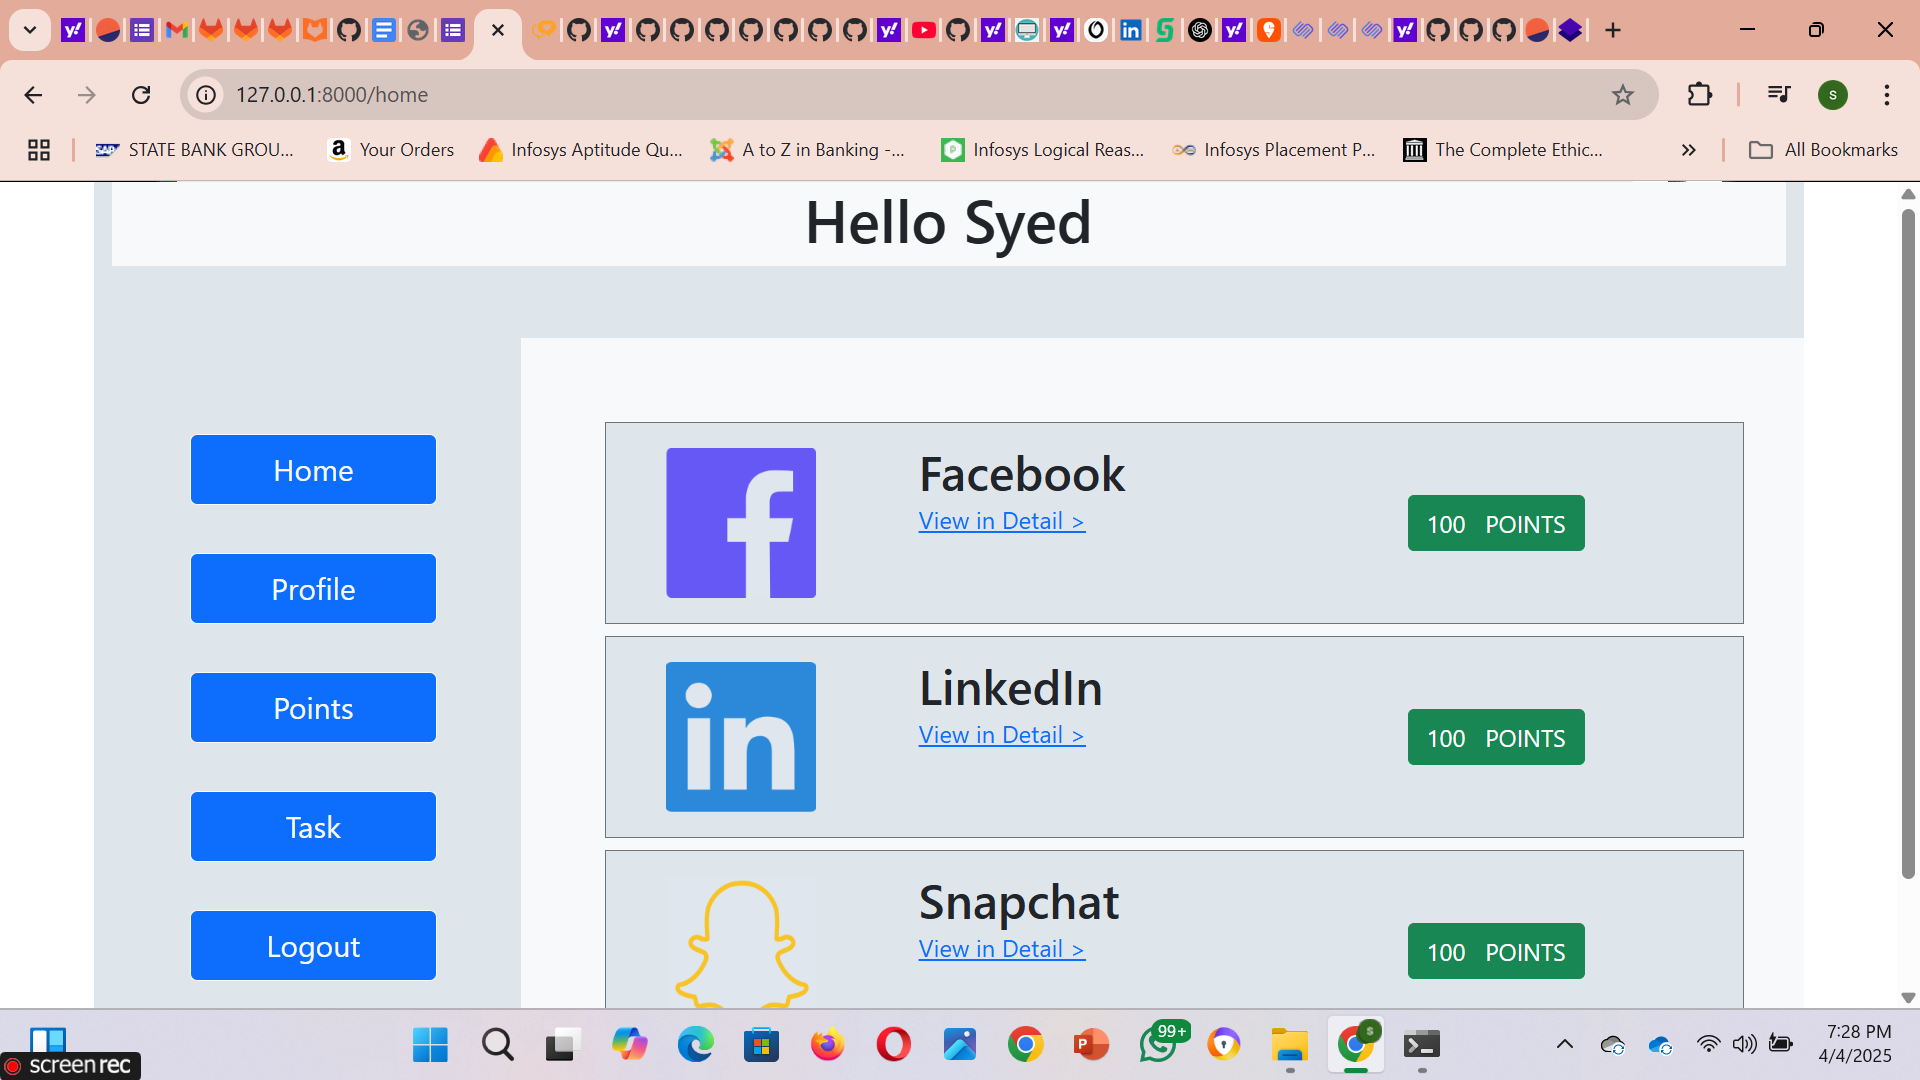 127.0.0.1:8000/home
STATE BANK GROU...
Your Orders
Infosys Aptitude Qu...
A to Z in Banking -...
Infosys Logical Reas...
Infosys Placement P...
The Complete Ethic...
All Bookmarks
Hello Syed
Home
Profile
Points
Task
Logout
Facebook
View in Detail >
100 POINTS
LinkedIn
View in Detail >
100 POINTS
Snapchat
View in Detail >
100 POINTS
99+
7:28 PM
4/4/2025
screenrec